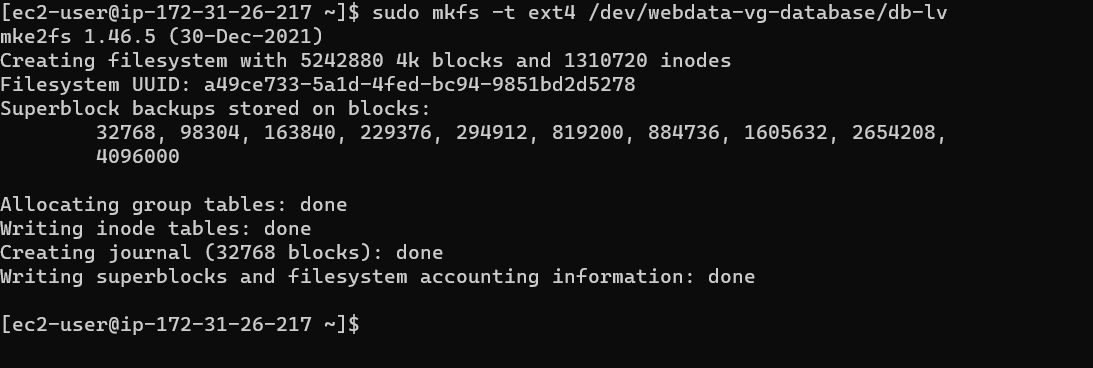 [ec2-user@ip-172-31-26-217 ~]$ sudo mkfs -t ext4 /dev/webdata-vg-database/db-lv
mke2fs 1.46.5 (30-Dec-2021)
Creating filesystem with 5242880 4k blocks and 1310720 inodes
Filesystem UUID: a49ce733-5a1d-4fed-bc94-9851bd2d5278
Superblock backups stored on blocks:
        32768, 98304, 163840, 229376, 294912, 819200, 884736, 1605632, 2654208,
        4096000

Allocating group tables: done
Writing inode tables: done
Creating journal (32768 blocks): done
Writing superblocks and filesystem accounting information: done

[ec2-user@ip-172-31-26-217 ~]$